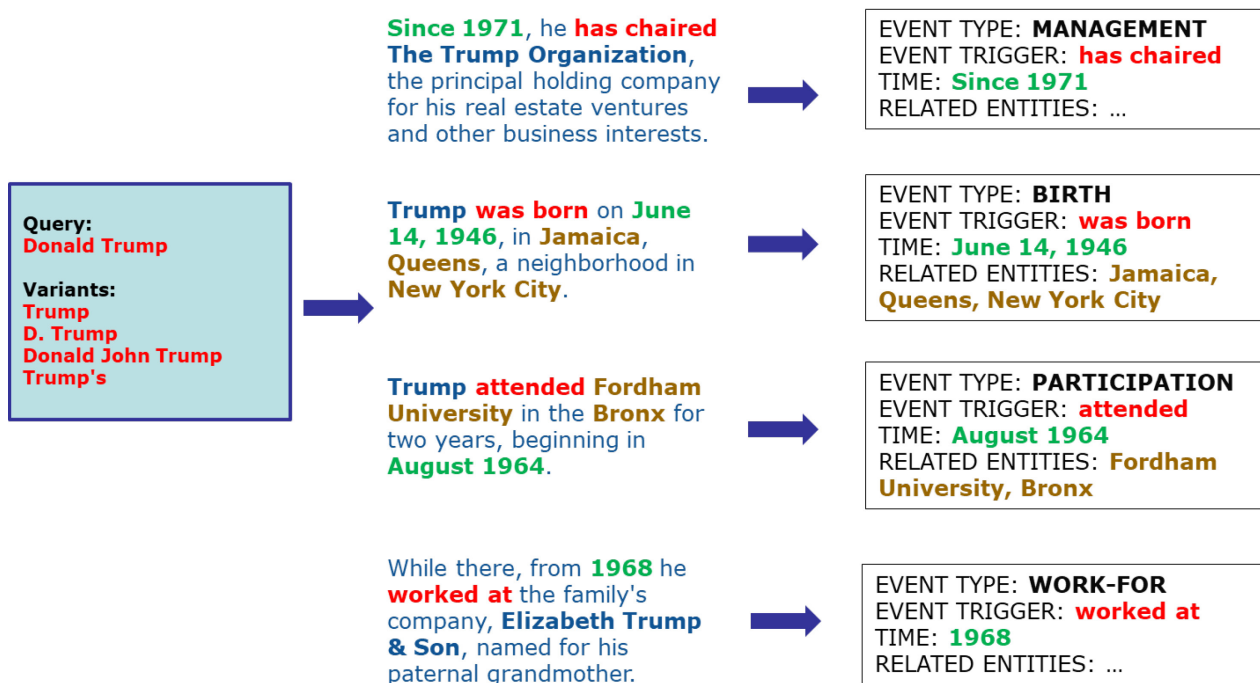 Query:
Donald Trump
Variants:
Trump
D. Trump
Donald John Trump
Trump's
Since 1971, he has chaired
The Trump Organization,
the principal holding company
for his real estate ventures
and other business interests.
EVENT TYPE: MANAGEMENT
EVENT TRIGGER: has chaired
TIME: Since 1971
RELATED ENTITIES: ...
Trump was born on June
14, 1946, in Jamaica,
Queens, a neighborhood in
New York City.
EVENT TYPE: BIRTH
EVENT TRIGGER: was born
TIME: June 14, 1946
RELATED ENTITIES: Jamaica,
Queens, New York City
Trump attended Fordham
University in the Bronx for
two years, beginning in
August 1964.
EVENT TYPE: PARTICIPATION
EVENT TRIGGER: attended
TIME: August 1964
RELATED ENTITIES: Fordham
University, Bronx
While there, from 1968 he
worked at the family's
company, Elizabeth Trump
& Son, named for his
paternal grandmother.
EVENT TYPE: WORK-FOR
EVENT TRIGGER: worked at
TIME: 1968
RELATED ENTITIES: ...